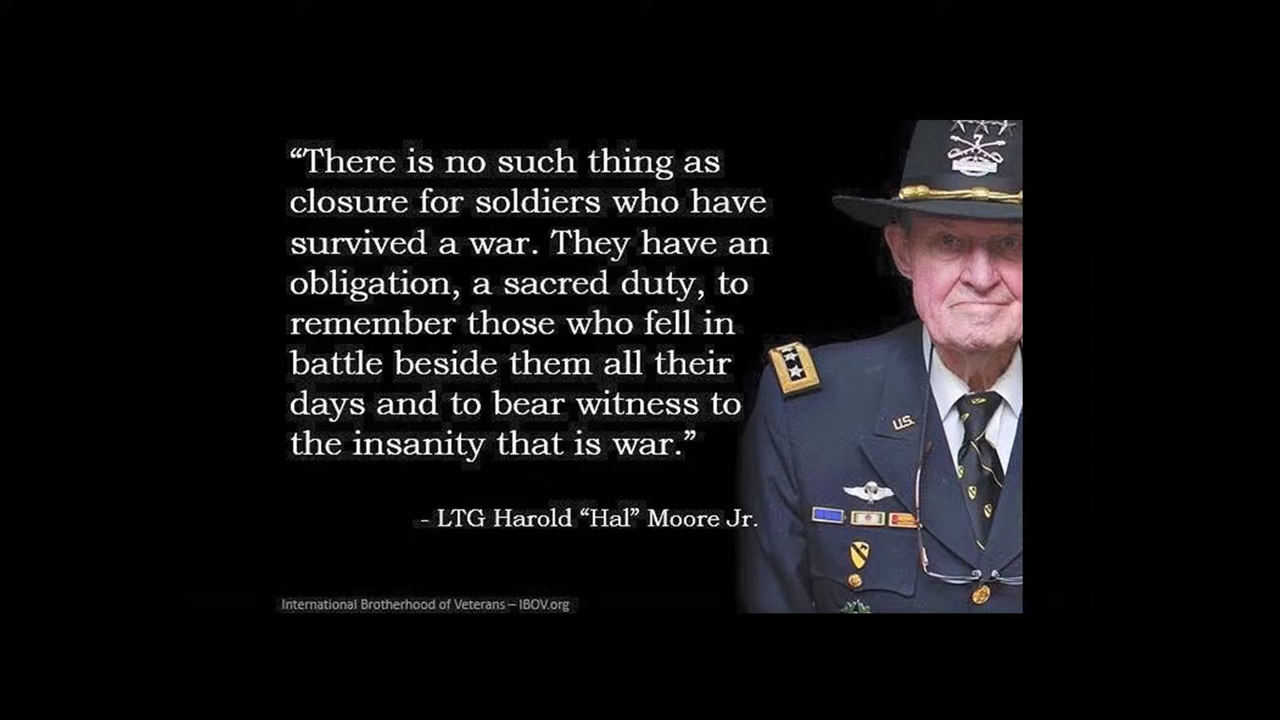 “There is no such thing as
closure for soldiers who have
survived a war. They have an
obligation, a sacred duty, to
remember those who fell in
battle beside them all their
days and to bear witness to
the insanity that is war.”
- LTG Harold “Hal” Moore Jr.
International Brotherhood of Veterans – IBOV.org
7
U.S.